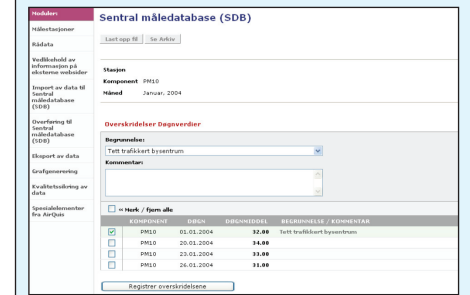 Moduler:
Målestasjoner
Rådata
Vedlikehold av
informasjon på
eksterne websider
Import av data til
Sentral
måledatabase
(SDB)
Overføring til
Sentral
måledatabase
(SDB)
Eksport av data
Grafgenerering
Kvalitetssikring av
data
Spesialelementer
fra AirQuis
Sentral måledatabase (SDB)
Last opp fil Se Arkiv
Stasjon
Komponent PM10
Måned Januar, 2004
Overskridelser Døgnverdier
Begrunnelse:
Tett trafikkert bysentrum
Kommentar:
<< Merk / fjern alle
KOMPONENT DØGN DØGNMIDDEL BEGRUNNELSE / KOMMENTAR
PM10 01.01.2004 32.00 Tett trafikkert bysentrum
PM10 20.01.2004 34.00
PM10 23.01.2004 33.00
PM10 26.01.2004 31.00
Registrer overskridelsene